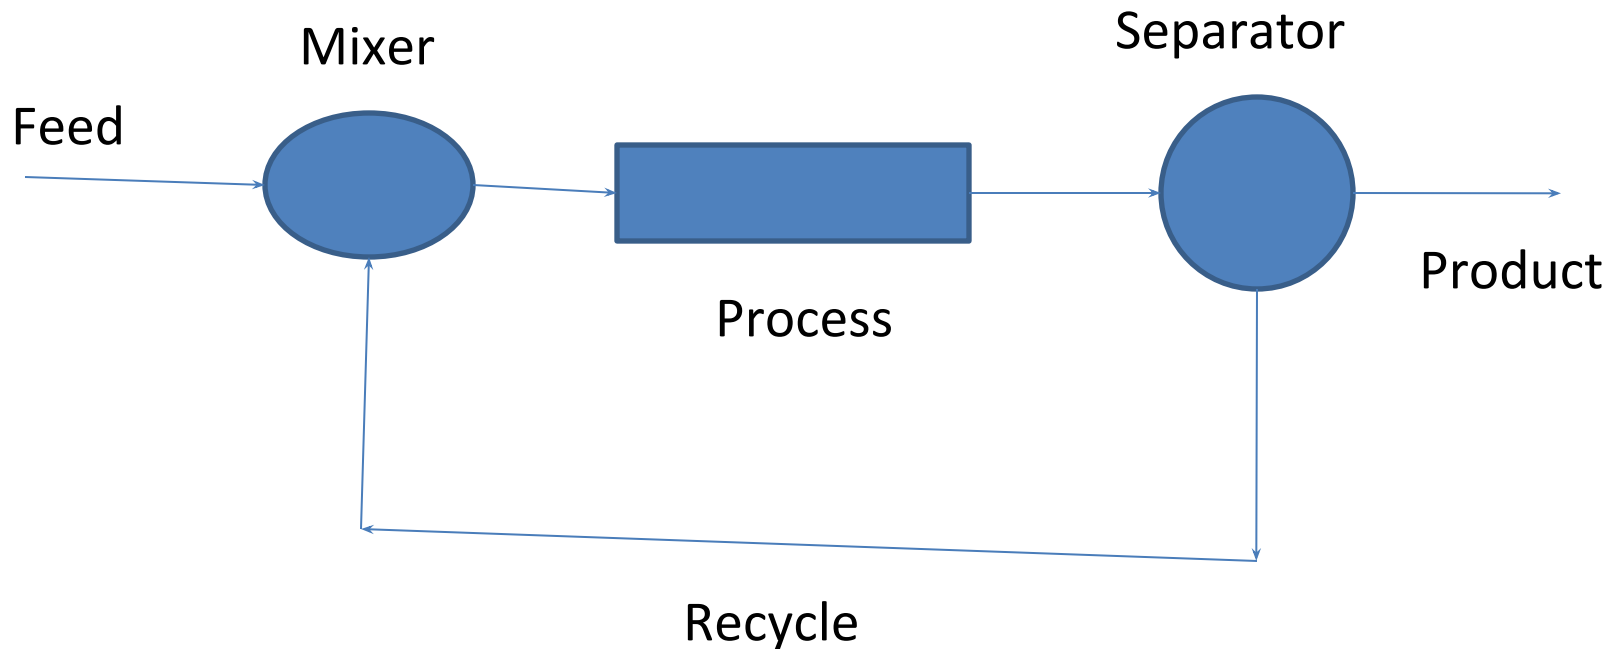 Mixer
Separator
Feed
Product
Process
Recycle